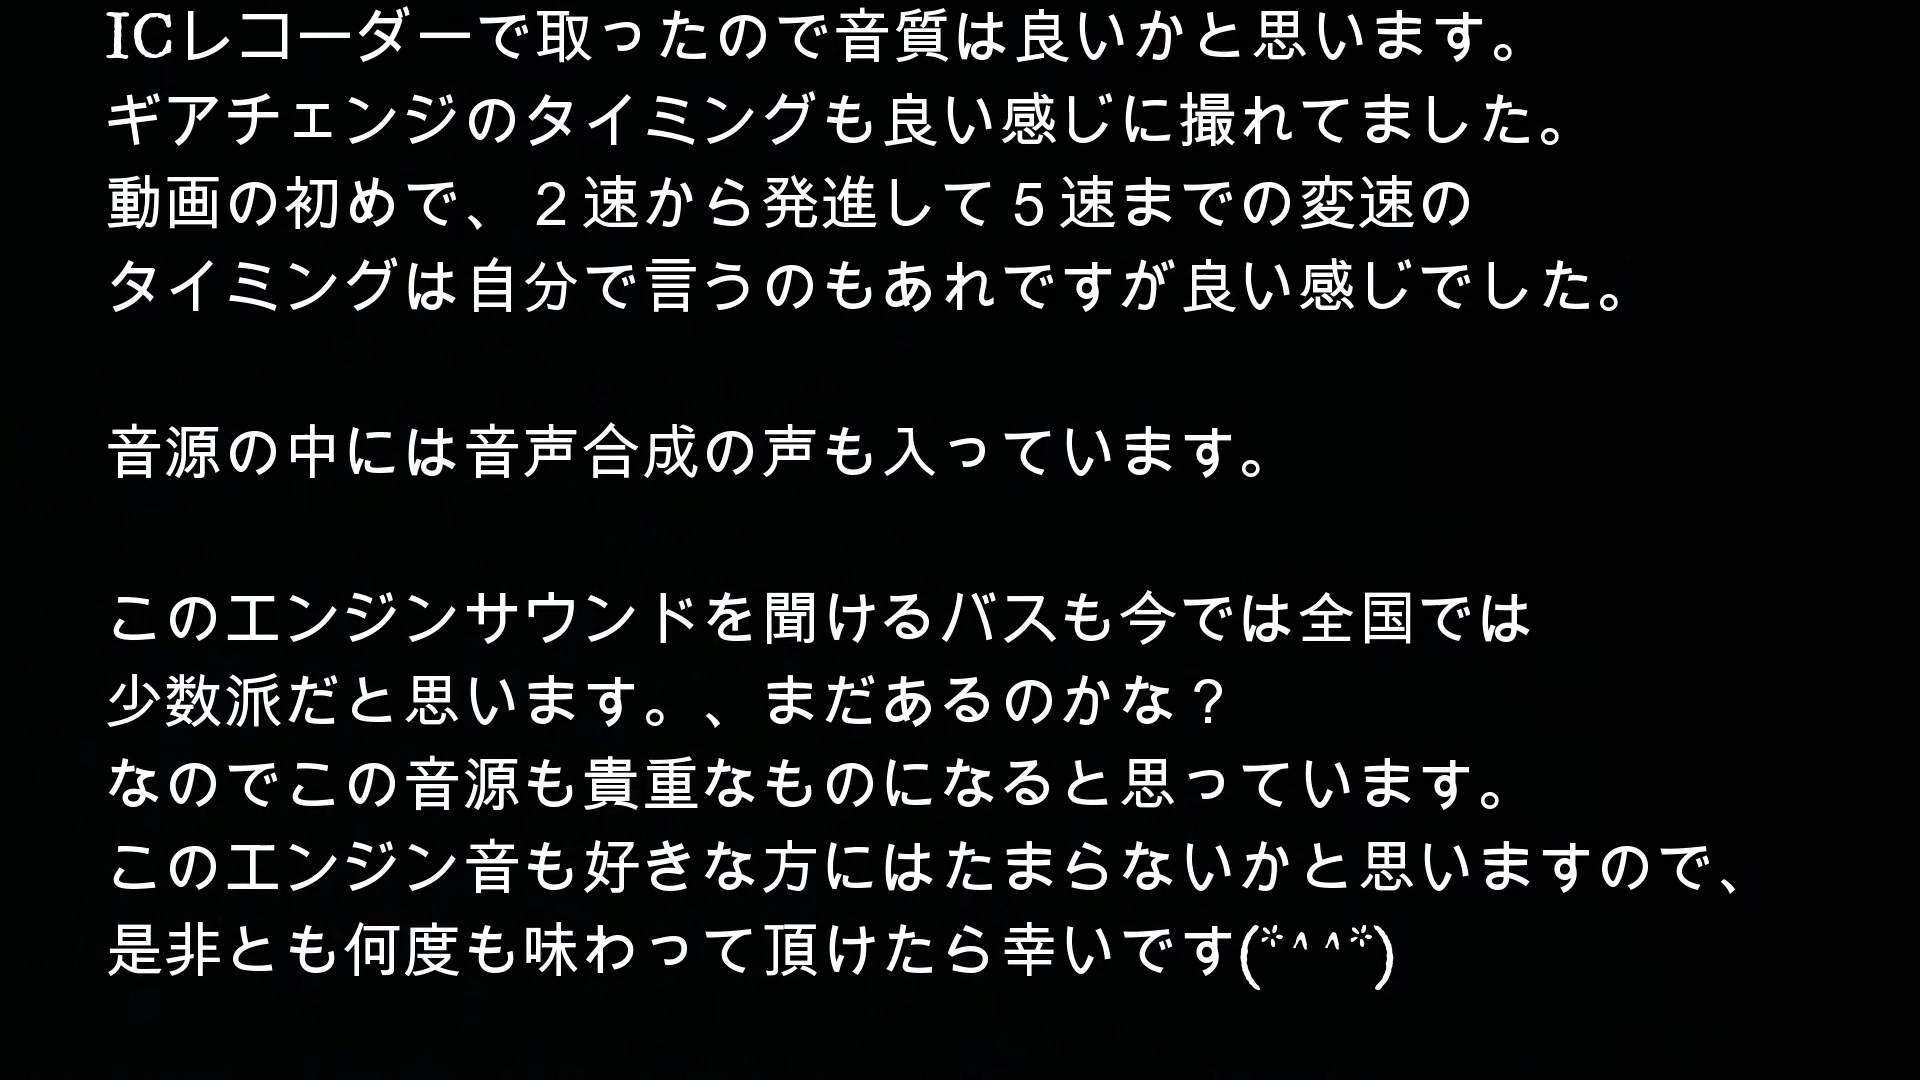 ICレコーダーで取ったので音質は良いかと思います。
ギアチェンジのタイミングも良い感じに撮れてました。
動画の初めで、２速から発進して５速までの変速の
タイミングは自分で言うのもあれですが良い感じでした。
音源の中には音声合成の声も入っています。
このエンジンサウンドを聞けるバスも今では全国では
少数派だと思います。、まだあるのかな？
なのでこの音源も貴重なものになると思っています。
このエンジン音も好きな方にはたまらないかと思いますので、
是非とも何度も味わって頂けたら幸いです(*^^*)